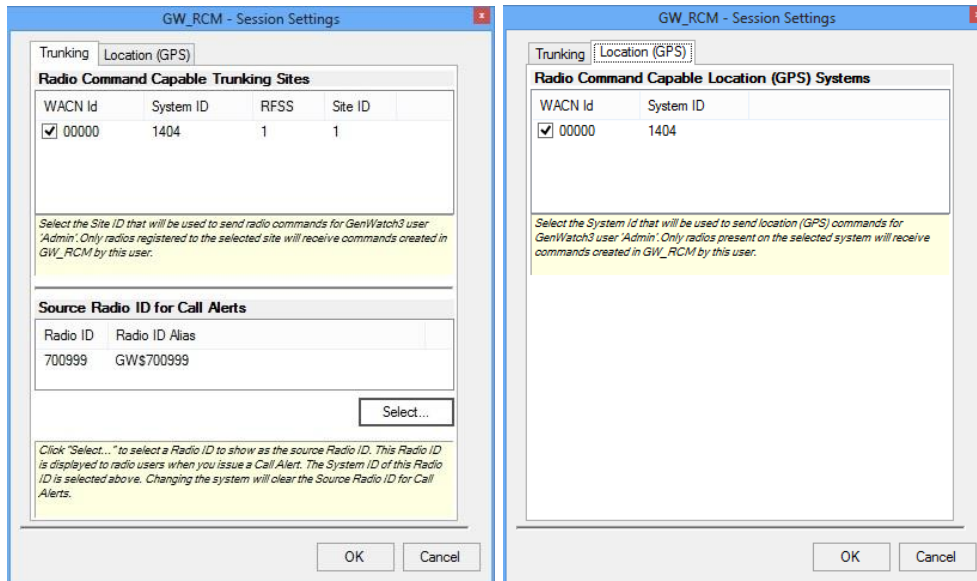 GW_RCM - Session Settings
x
Trunking
Location (GPS)
Radio Command Capable Trunking Sites
WACN Id System ID RFSS Site ID
00000 1404 1 1
Select the Site ID that will be used to send radio commands for GenWatch3 user
'Admin'.Only radios registered to the selected site will receive commands created in
GW_RCM by this user.
Source Radio ID for Call Alerts
Radio ID Radio ID Alias
700999 GW$700999
Select...
Click "Select..." to select a Radio ID to show as the source Radio ID. This Radio ID
is displayed to radio users when you issue a Call Alert. The System ID of this Radio
ID is selected above. Changing the system will clear the Source Radio ID for Call
Alerts.
OK Cancel
GW_RCM - Session Settings
x
Trunking
Location (GPS)
Radio Command Capable Location (GPS) Systems
WACN Id System ID
00000 1404
Select the System Id that will be used to send location (GPS) commands for
GenWatch3 user 'Admin'.Only radios present on the selected system will receive
commands created in GW_RCM by this user.
OK Cancel